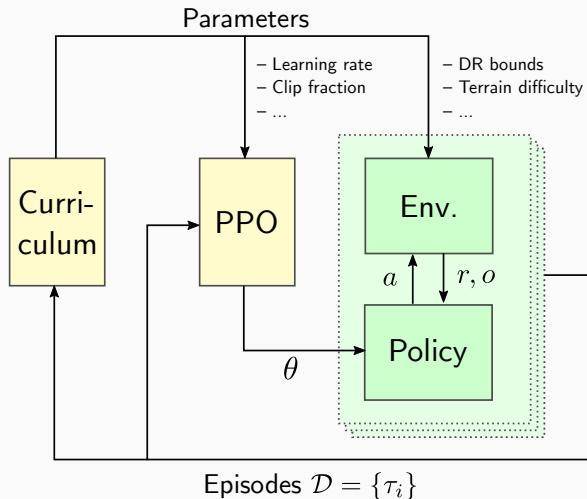 Parameters
– Learning rate
– Clip fraction
– ...
– DR bounds
– Terrain difficulty
– ...
Curri-
culum
PPO
Env.
a
r, o
Policy
θ
Episodes 𝒟 = {τᵢ}